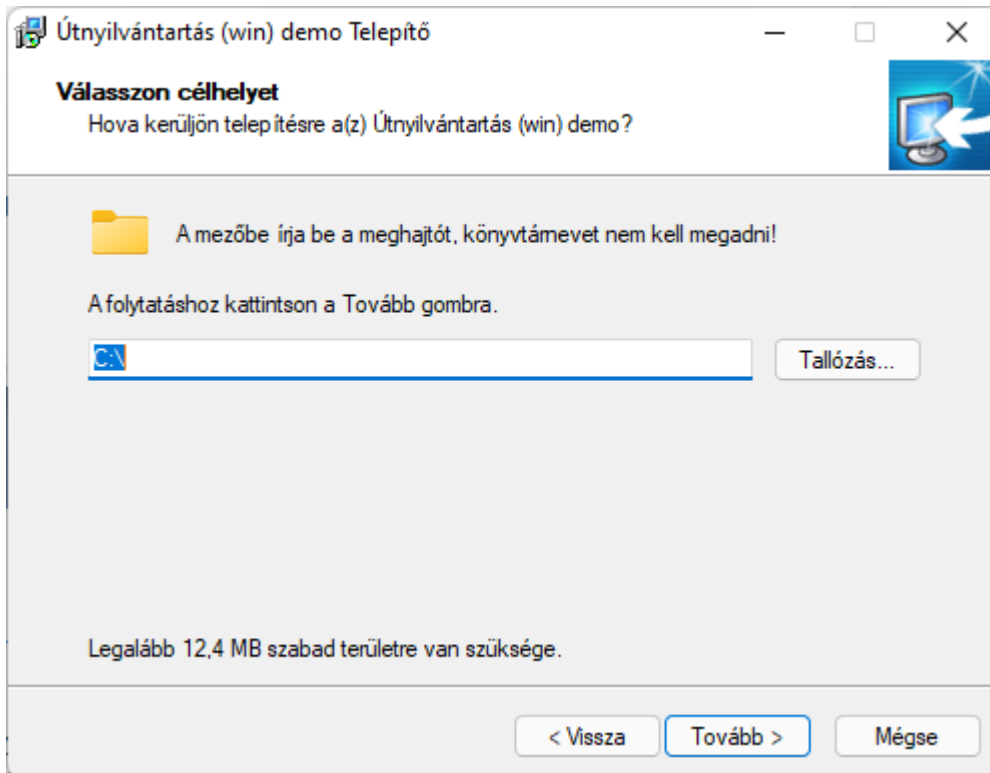 Útnyilvántartás (win) demo Telepítő
Válasszon célhelyet
Hova kerüljön telepítésre a(z) Útnyilvántartás (win) demo?
A mezőbe írja be a meghajtót, könyvtárnevet nem kell megadni!
A folytatáshoz kattintson a Tovább gombra.
C:\
Tallózás...
Legalább 12,4 MB szabad területre van szüksége.
< Vissza
Tovább >
Mégse